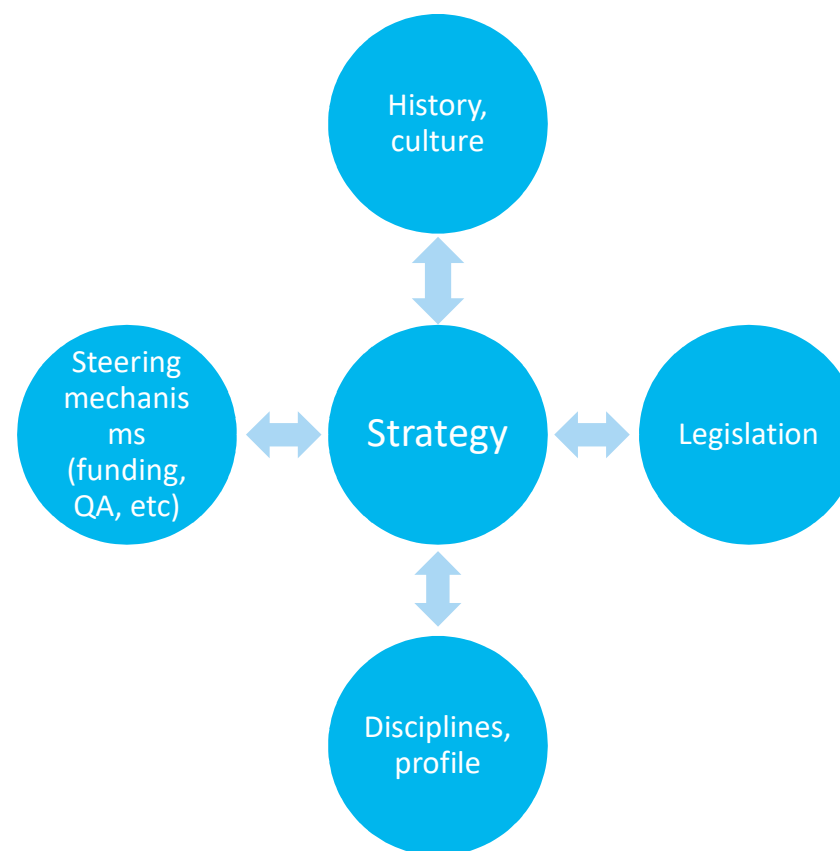 History,
culture
Steering
mechanis
ms
(funding,
QA, etc)
Strategy
Legislation
Disciplines,
profile